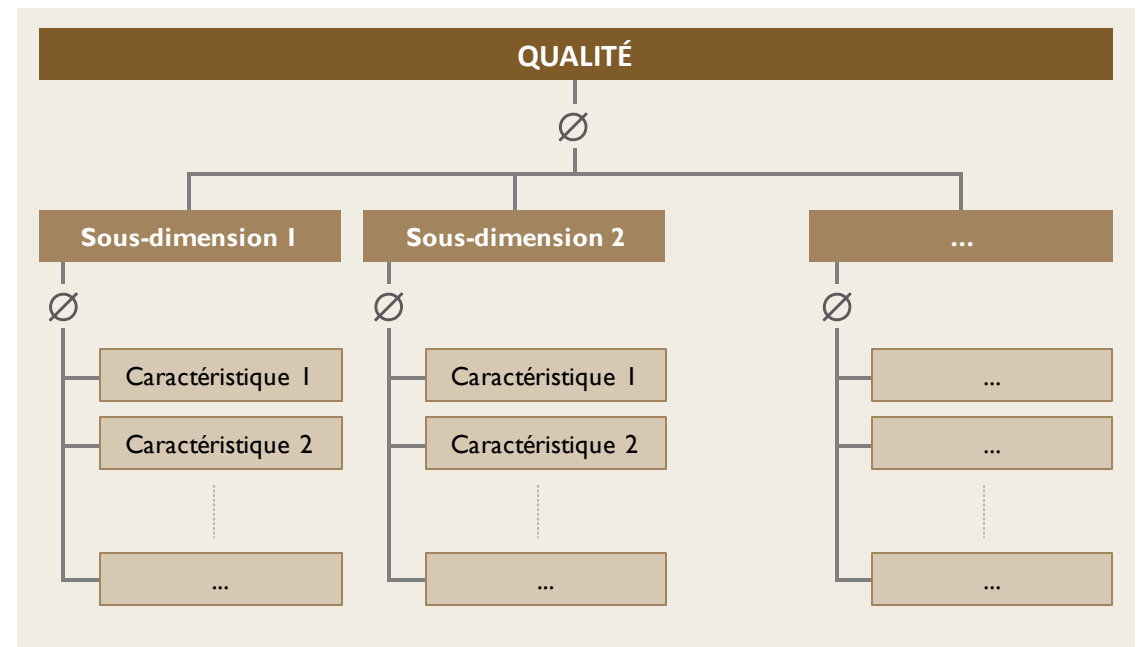 QUALITÉ
∅
Sous-dimension 1
Sous-dimension 2
...
∅
∅
∅
Caractéristique 1
Caractéristique 1
...
Caractéristique 2
Caractéristique 2
...
...
...
...